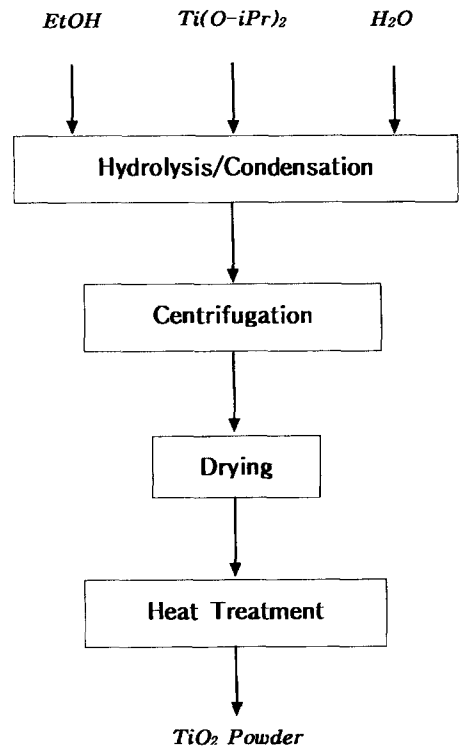 EtOH Ti(O-iPr)₂ H₂O
Hydrolysis/Condensation
Centrifugation
Drying
Heat Treatment
TiO₂ Powder